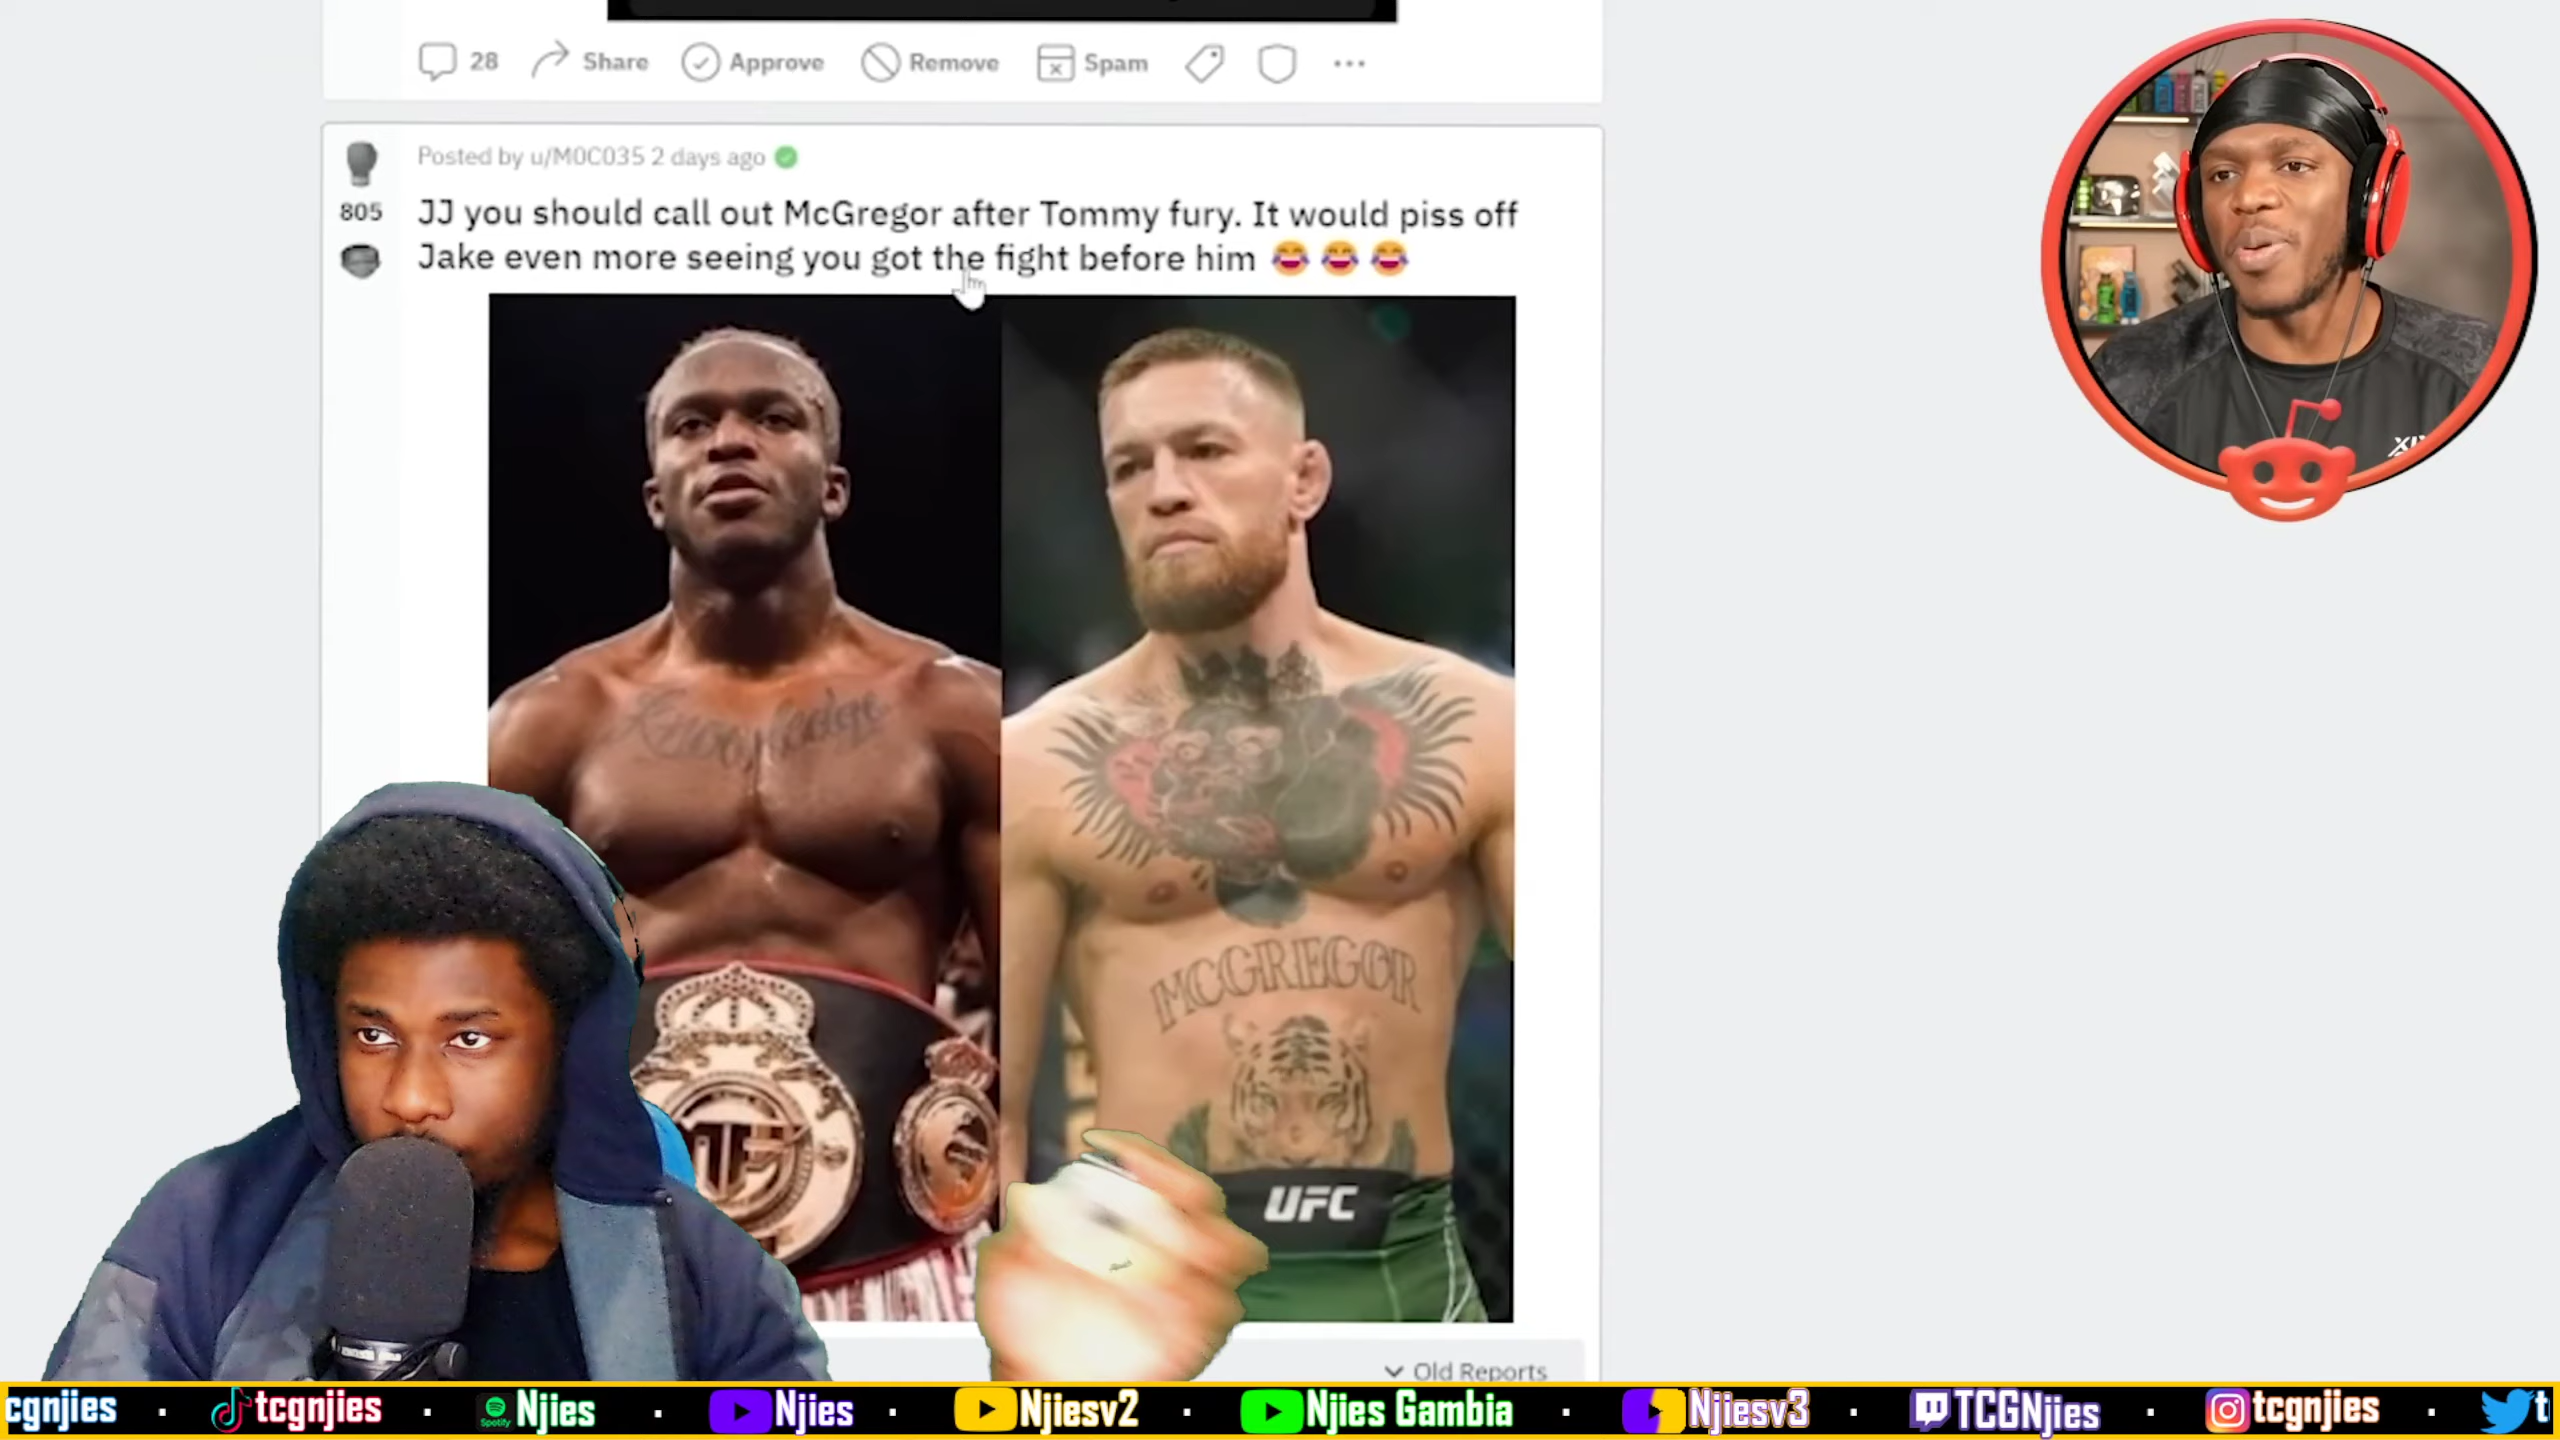 28 Share Approve Remove Spam
Posted by u/M0C035 2 days ago
805
JJ you should call out McGregor after Tommy fury. It would piss off
Jake even more seeing you got the fight before him 😂 😂 😂
Knowledge
MCGREGOR
UFC
Old Reports
cgnjies · tcgnjies · Spotify Njies · Njies · Njiesv2 · Njies Gambia · Njiesv3 · TCGNjies · tcgnjies · t